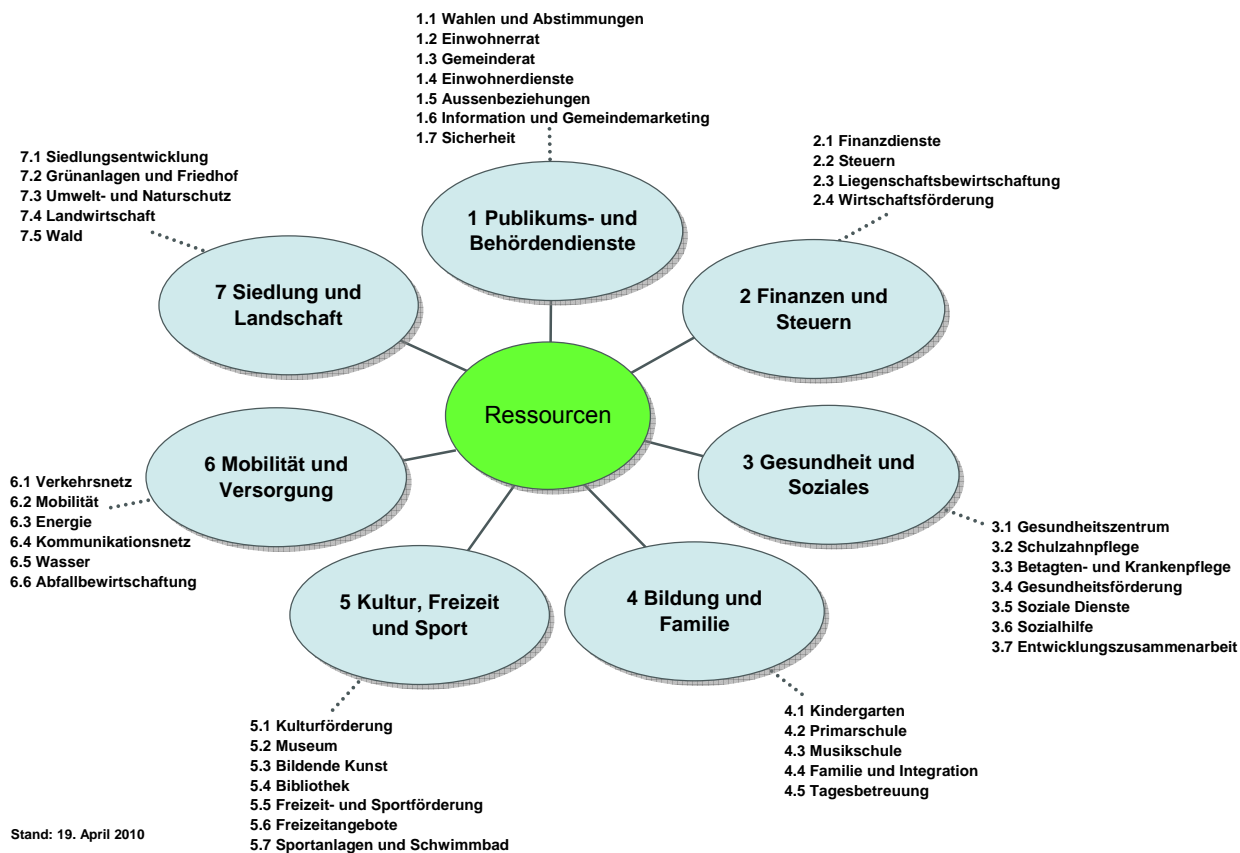 1.1 Wahlen und Abstimmungen
1.2 Einwohnerrat
1.3 Gemeinderat
1.4 Einwohnerdienste
1.5 Aussenbeziehungen
1.6 Information und Gemeindemarketing
1.7 Sicherheit
1 Publikums- und
Behördendienste
2.1 Finanzdienste
2.2 Steuern
2.3 Liegenschaftsbewirtschaftung
2.4 Wirtschaftsförderung
2 Finanzen und
Steuern
3 Gesundheit und
Soziales
3.1 Gesundheitszentrum
3.2 Schulzahnpflege
3.3 Betagten- und Krankenpflege
3.4 Gesundheitsförderung
3.5 Soziale Dienste
3.6 Sozialhilfe
3.7 Entwicklungszusammenarbeit
4 Bildung und
Familie
4.1 Kindergarten
4.2 Primarschule
4.3 Musikschule
4.4 Familie und Integration
4.5 Tagesbetreuung
5 Kultur, Freizeit
und Sport
5.1 Kulturförderung
5.2 Museum
5.3 Bildende Kunst
5.4 Bibliothek
5.5 Freizeit- und Sportförderung
5.6 Freizeitangebote
5.7 Sportanlagen und Schwimmbad
6 Mobilität und
Versorgung
6.1 Verkehrsnetz
6.2 Mobilität
6.3 Energie
6.4 Kommunikationsnetz
6.5 Wasser
6.6 Abfallbewirtschaftung
7.1 Siedlungsentwicklung
7.2 Grünanlagen und Friedhof
7.3 Umwelt- und Naturschutz
7.4 Landwirtschaft
7.5 Wald
7 Siedlung und
Landschaft
Ressourcen
Stand: 19. April 2010